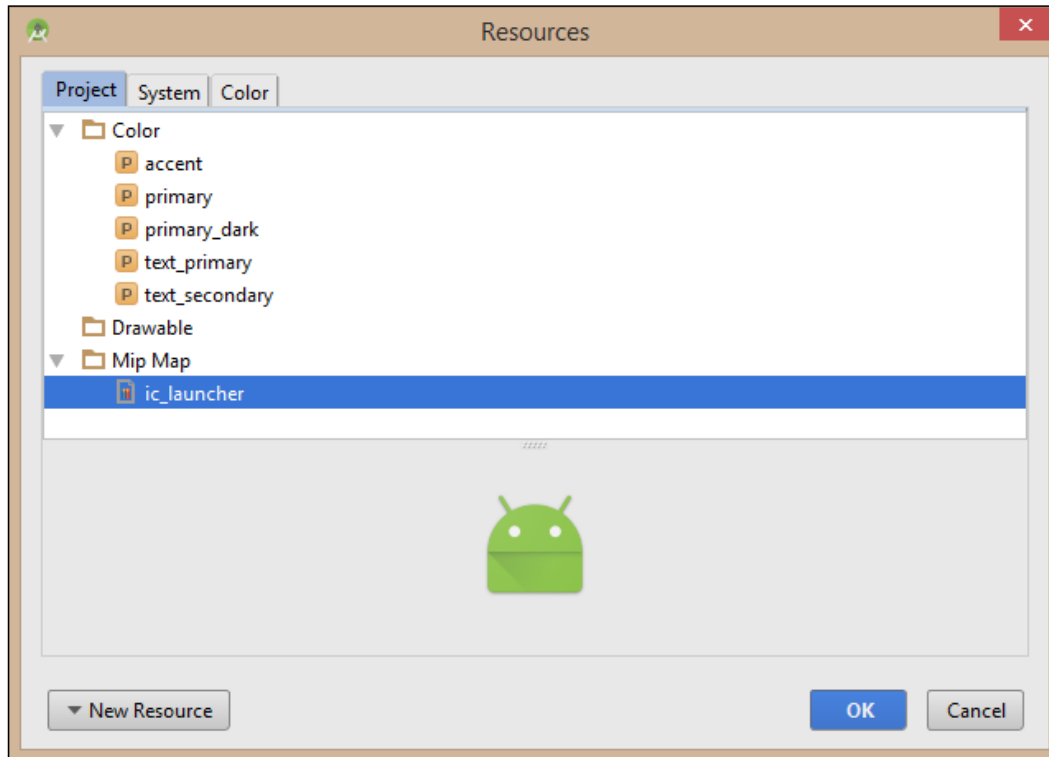 Resources
Project System Color
Color
P accent
P primary
P primary_dark
P text_primary
P text_secondary
Drawable
Mip Map
ic_launcher
New Resource OK Cancel